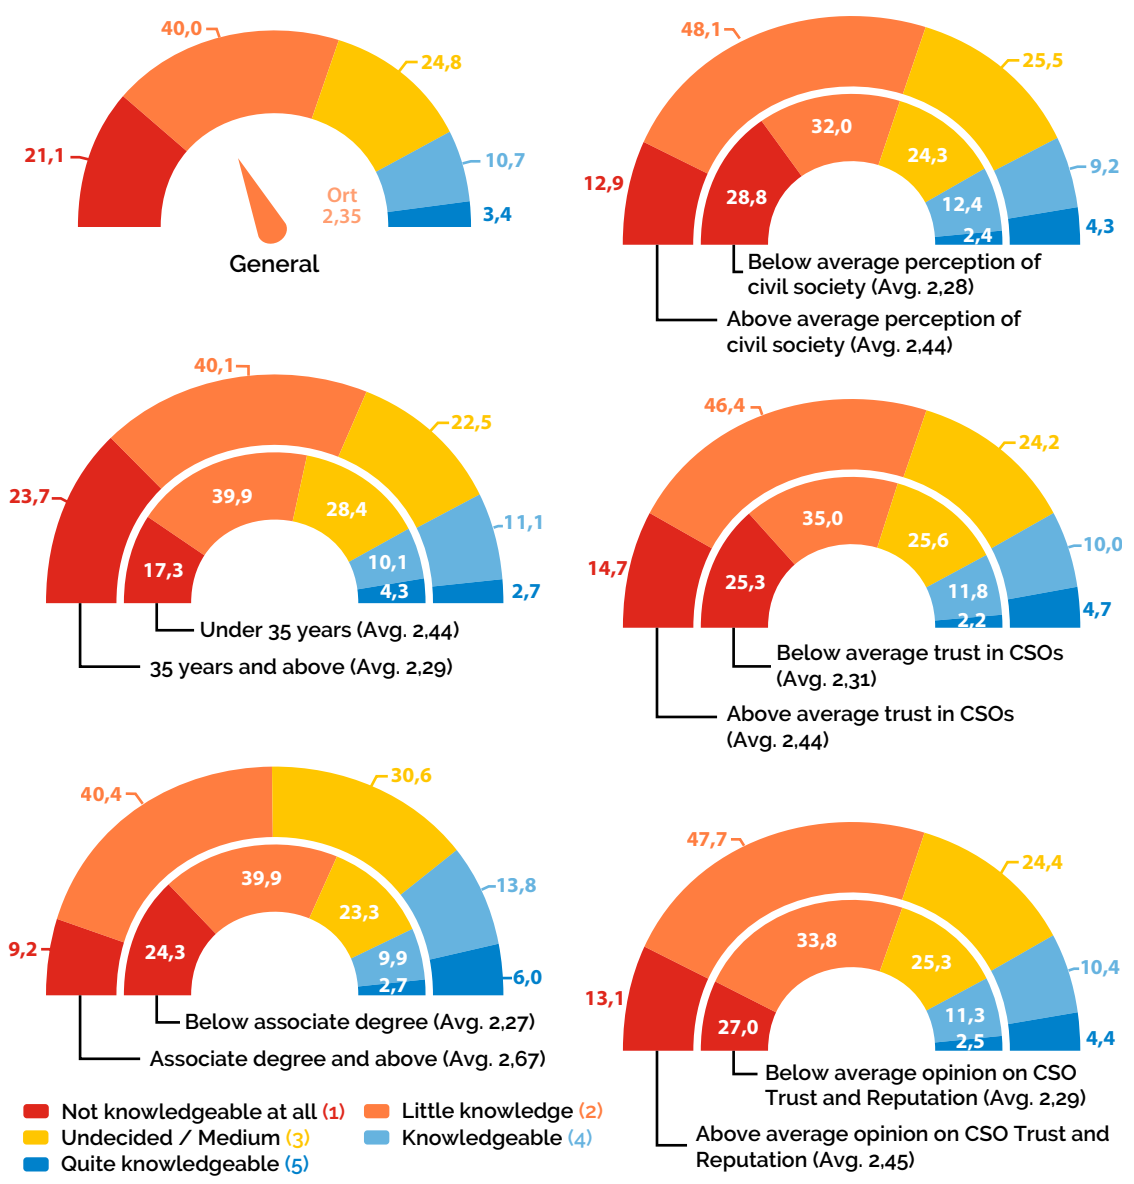 40,0
24,8
21,1
10,7
3,4
Ort
2,35
General
48,1
25,5
12,9
9,2
4,3
32,0
28,8
24,3
12,4
2,4
Below average perception of
civil society (Avg. 2,28)
Above average perception of
civil society (Avg. 2,44)
40,1
22,5
23,7
11,1
2,7
39,9
28,4
17,3
10,1
4,3
Under 35 years (Avg. 2,44)
35 years and above (Avg. 2,29)
46,4
24,2
14,7
10,0
4,7
35,0
25,6
25,3
11,8
2,2
Below average trust in CSOs
(Avg. 2,31)
Above average trust in CSOs
(Avg. 2,44)
40,4
30,6
9,2
13,8
6,0
39,9
23,3
24,3
9,9
2,7
Below associate degree (Avg. 2,27)
Associate degree and above (Avg. 2,67)
47,7
24,4
13,1
10,4
4,4
33,8
25,3
27,0
11,3
2,5
Below average opinion on CSO
Trust and Reputation (Avg. 2,29)
Above average opinion on CSO Trust and
Reputation (Avg. 2,45)
Not knowledgeable at all (1)
Little knowledge (2)
Undecided / Medium (3)
Knowledgeable (4)
Quite knowledgeable (5)